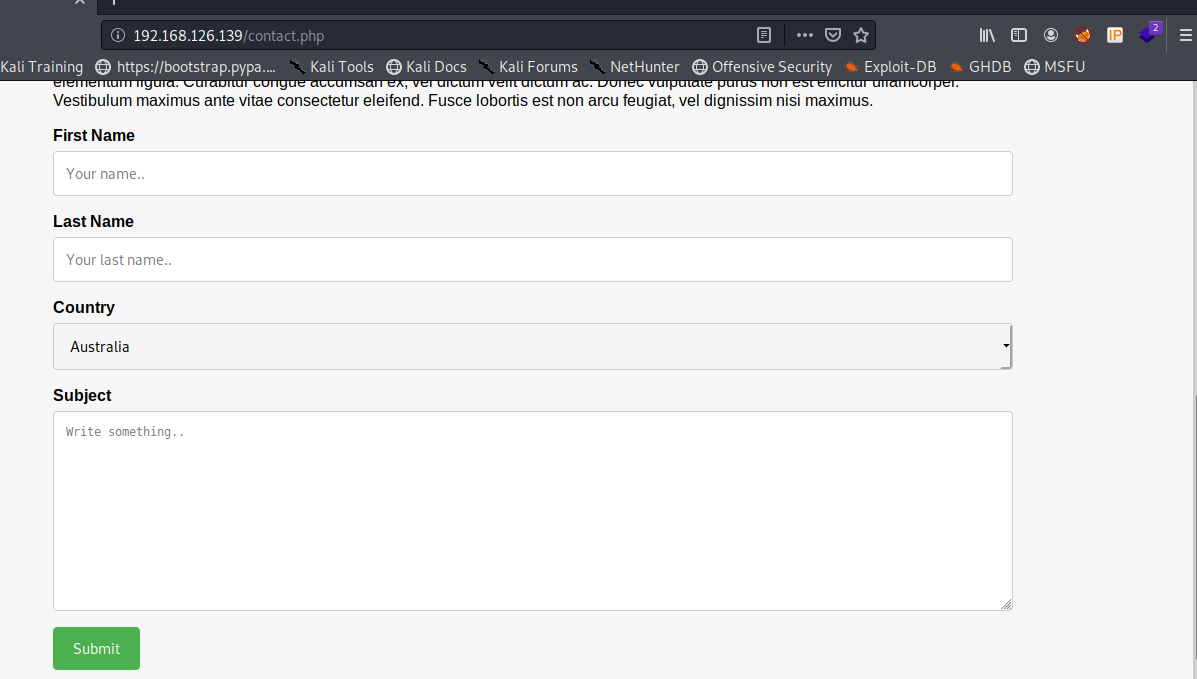 192.168.126.139/contact.php
2
Kali Training https://bootstrap.pypa.... Kali Tools Kali Docs Kali Forums NetHunter Offensive Security Exploit-DB GHDB MSFU
elementum ligula. Curabitur congue accumsan ex, vel dictum velit dictum ac. Donec vulputate purus non est efficitur ullamcorper.
Vestibulum maximus ante vitae consectetur eleifend. Fusce lobortis est non arcu feugiat, vel dignissim nisi maximus.
First Name
Your name..
Last Name
Your last name..
Country
Australia
Subject
Write something..
Submit